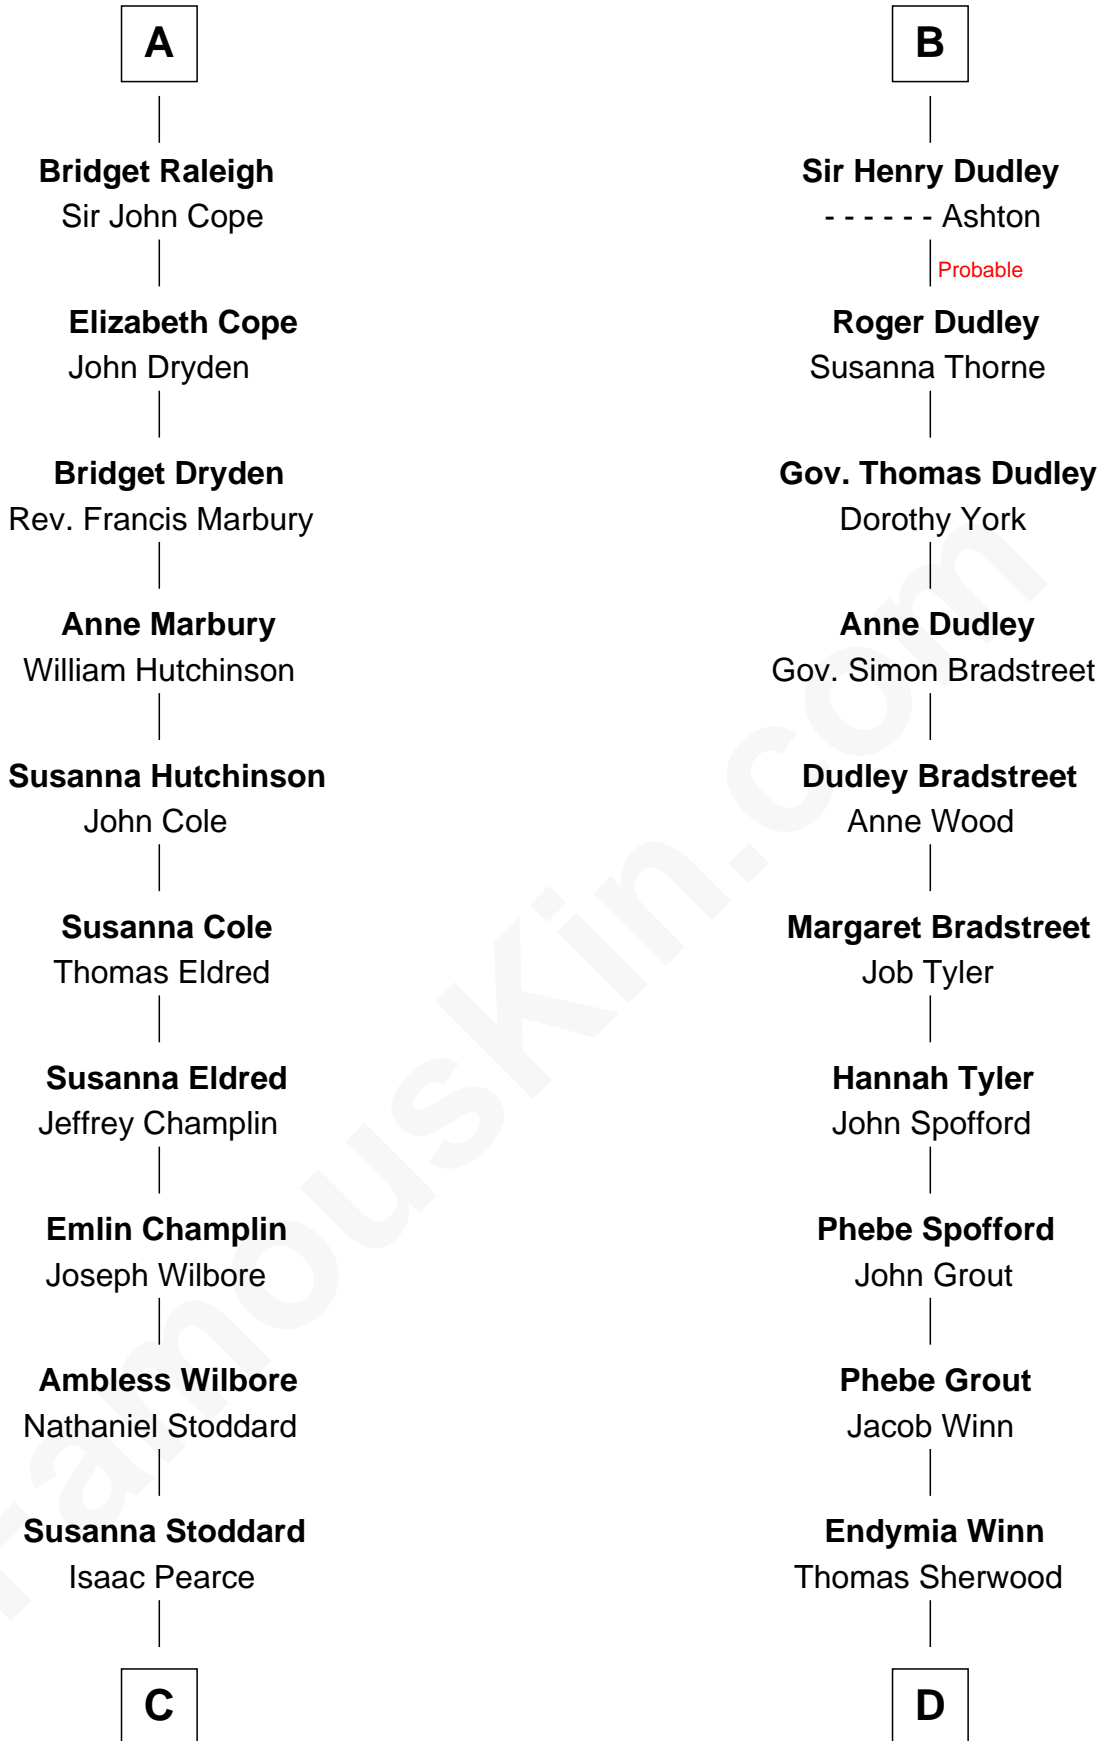 A
Bridget Raleigh
Sir John Cope
Elizabeth Cope
John Dryden
Bridget Dryden
Rev. Francis Marbury
Anne Marbury
William Hutchinson
Susanna Hutchinson
John Cole
Susanna Cole
Thomas Eldred
Susanna Eldred
Jeffrey Champlin
Emlin Champlin
Joseph Wilbore
Ambless Wilbore
Nathaniel Stoddard
Susanna Stoddard
Isaac Pearce
C
B
Sir Henry Dudley
- - - - - - Ashton
Probable
Roger Dudley
Susanna Thorne
Gov. Thomas Dudley
Dorothy York
Anne Dudley
Gov. Simon Bradstreet
Dudley Bradstreet
Anne Wood
Margaret Bradstreet
Job Tyler
Hannah Tyler
John Spofford
Phebe Spofford
John Grout
Phebe Grout
Jacob Winn
Endymia Winn
Thomas Sherwood
D
FamousKin.com